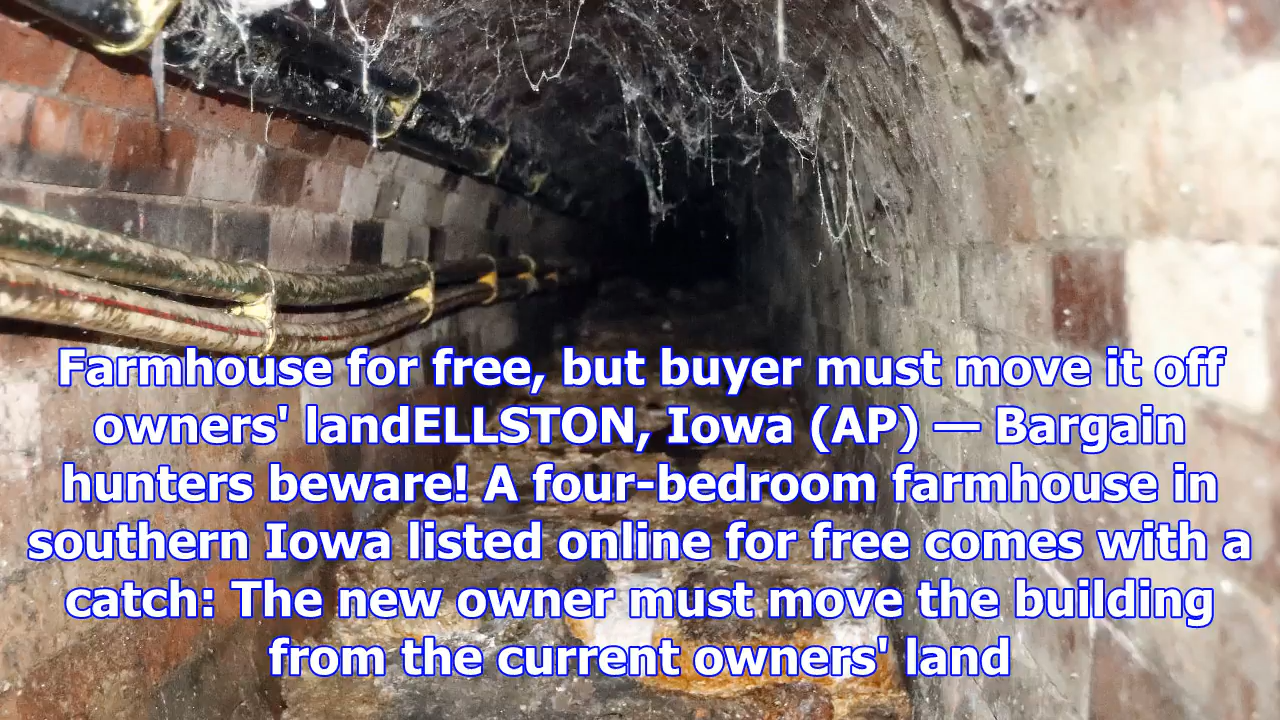 Farmhouse for free, but buyer must move it off
owners' landELLSTON, Iowa (AP) — Bargain
hunters beware! A four-bedroom farmhouse in
southern Iowa listed online for free comes with a
catch: The new owner must move the building
from the current owners' land